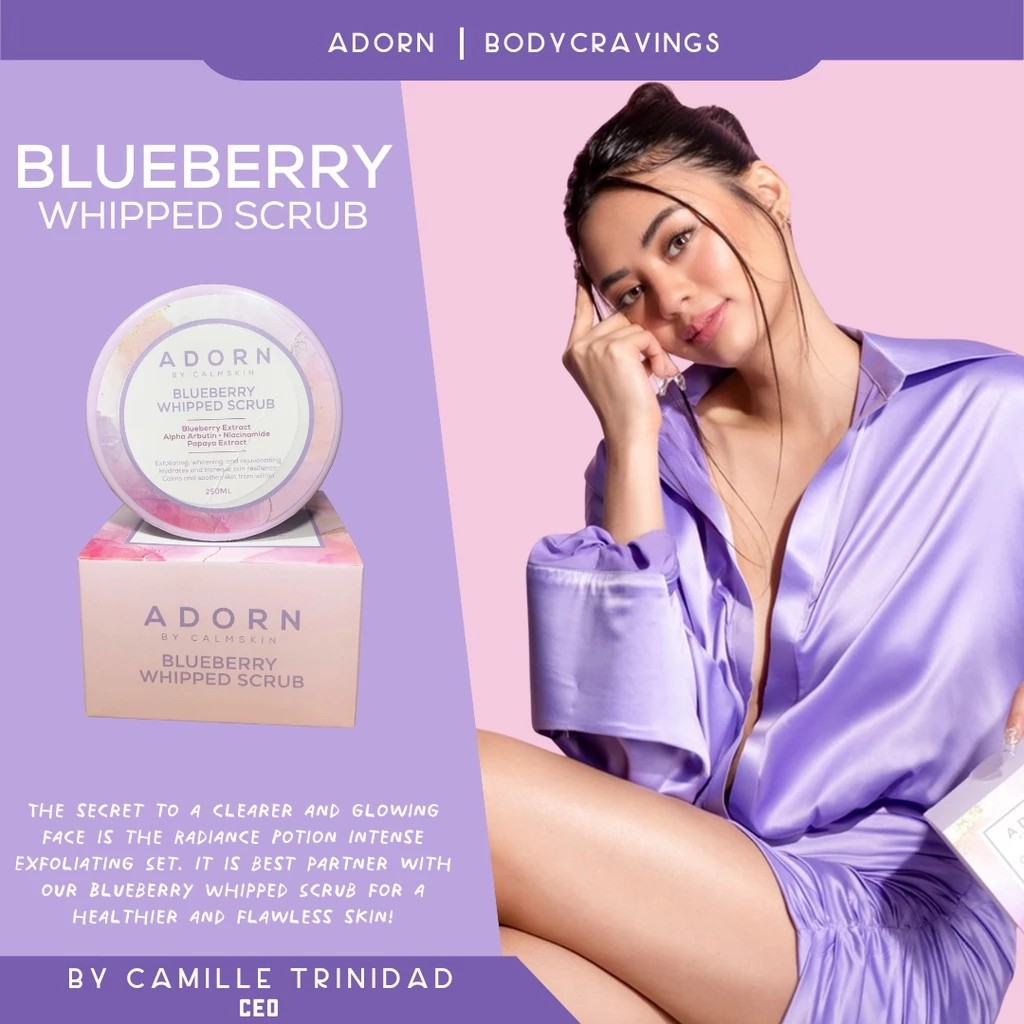 ADORN | BODYCRAVINGS
BLUEBERRY
WHIPPED SCRUB
ADORN
BY CALMSKIN
BLUEBERRY
WHIPPED SCRUB
Blueberry Extract
Alpha Arbutin • Niacinamide
Papaya Extract
Exfoliating, whitening, and rejuvenating
Hydrates and increase skin resilience
Calms and soothes skin from within
250ML
ADORN
BY CALMSKIN
BLUEBERRY
WHIPPED SCRUB
THE SECRET TO A CLEARER AND GLOWING
FACE IS THE RADIANCE POTION INTENSE
EXFOLIATING SET. IT IS BEST PARTNER WITH
OUR BLUEBERRY WHIPPED SCRUB FOR A
HEALTHIER AND FLAWLESS SKIN!
BY CAMILLE TRINIDAD
CEO